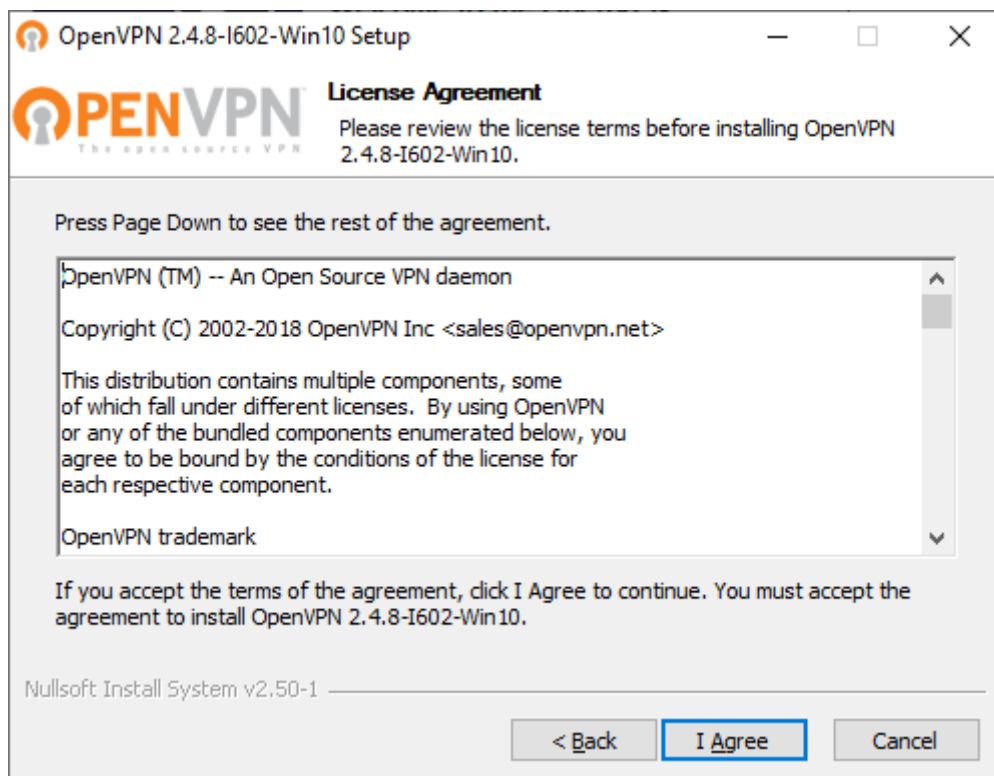 OpenVPN 2.4.8-I602-Win10 Setup
OPENVPN
The open source VPN
License Agreement
Please review the license terms before installing OpenVPN
2.4.8-I602-Win10.
Press Page Down to see the rest of the agreement.
OpenVPN (TM) -- An Open Source VPN daemon
Copyright (C) 2002-2018 OpenVPN Inc <sales@openvpn.net>
This distribution contains multiple components, some
of which fall under different licenses.  By using OpenVPN
or any of the bundled components enumerated below, you
agree to be bound by the conditions of the license for
each respective component.
OpenVPN trademark
If you accept the terms of the agreement, click I Agree to continue. You must accept the
agreement to install OpenVPN 2.4.8-I602-Win10.
Nullsoft Install System v2.50-1
< Back
I Agree
Cancel